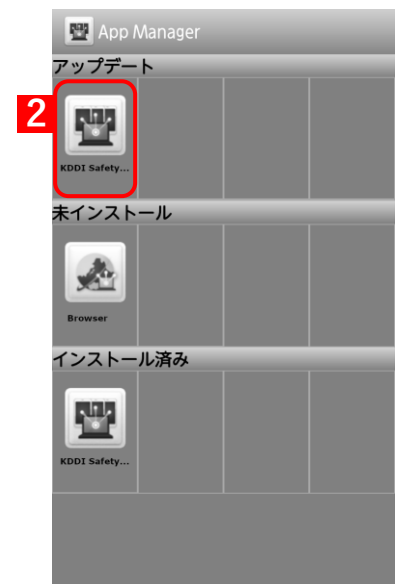 App Manager
アップデート
2
KDDI Safety...
未インストール
Browser
インストール済み
KDDI Safety...